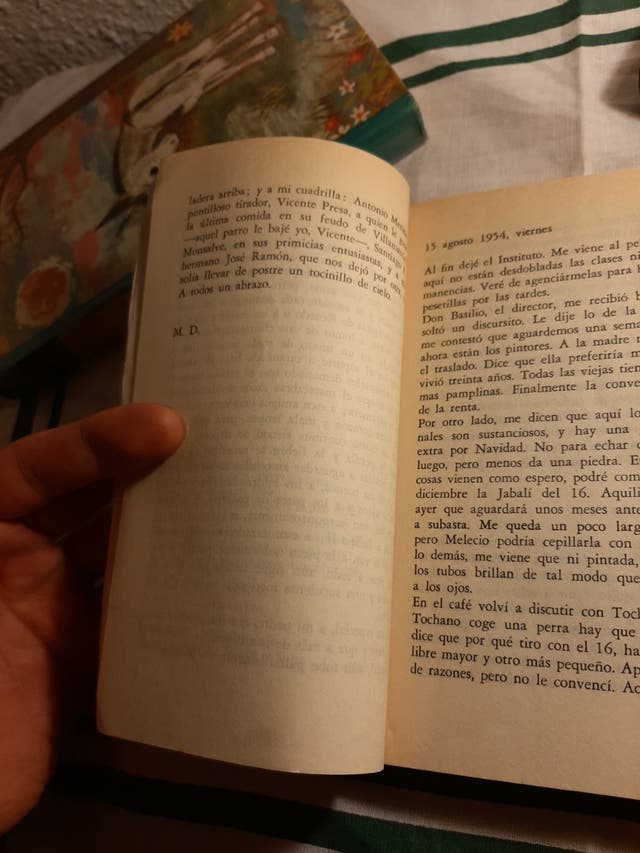 ladera arriba; y a mi cuadrilla: Antonio
pontilloso tirador, Vicente Presa, a quien le
la última comida en su feudo de
—aquel parro le bajé yo, Vicente—, Santiago
Monsalve, en sus primicias entusiastas, y a
hermano José Ramón, que nos dejó por
solía llevar de postre un tocinillo de cielo.
A todos un abrazo.
M. D.
15 agosto 1954, viernes
Al fin dejé el Instituto. Me viene al
aquí no están desdobladas las clases
manencias. Veré de agenciármelas para
pesetillas por las tardes.
Don Basilio, el director, me recibió
soltó un discursito. Le dije lo de la
me contestó que aguardemos una
ahora están los pintores. A la madre
el traslado. Dice que ella preferiría
vivió treinta años. Todas las viejas
mas pamplinas. Finalmente la
de la renta.
Por otro lado, me dicen que aquí
nales son sustanciosos, y hay una
extra por Navidad. No para echar
luego, pero menos da una piedra.
cosas vienen como espero, podré
diciembre la Jabalí del 16.
ayer que aguardará unos meses
a subasta. Me queda un poco
pero Melecio podría cepillarla con
lo demás, me viene que ni pintada,
los tubos brillan de tal modo que
a los ojos.
En el café volví a discutir con
Tochano coge una perra hay que
dice que por qué tiro con el 16,
libre mayor y otro más pequeño.
de razones, pero no le convencí.